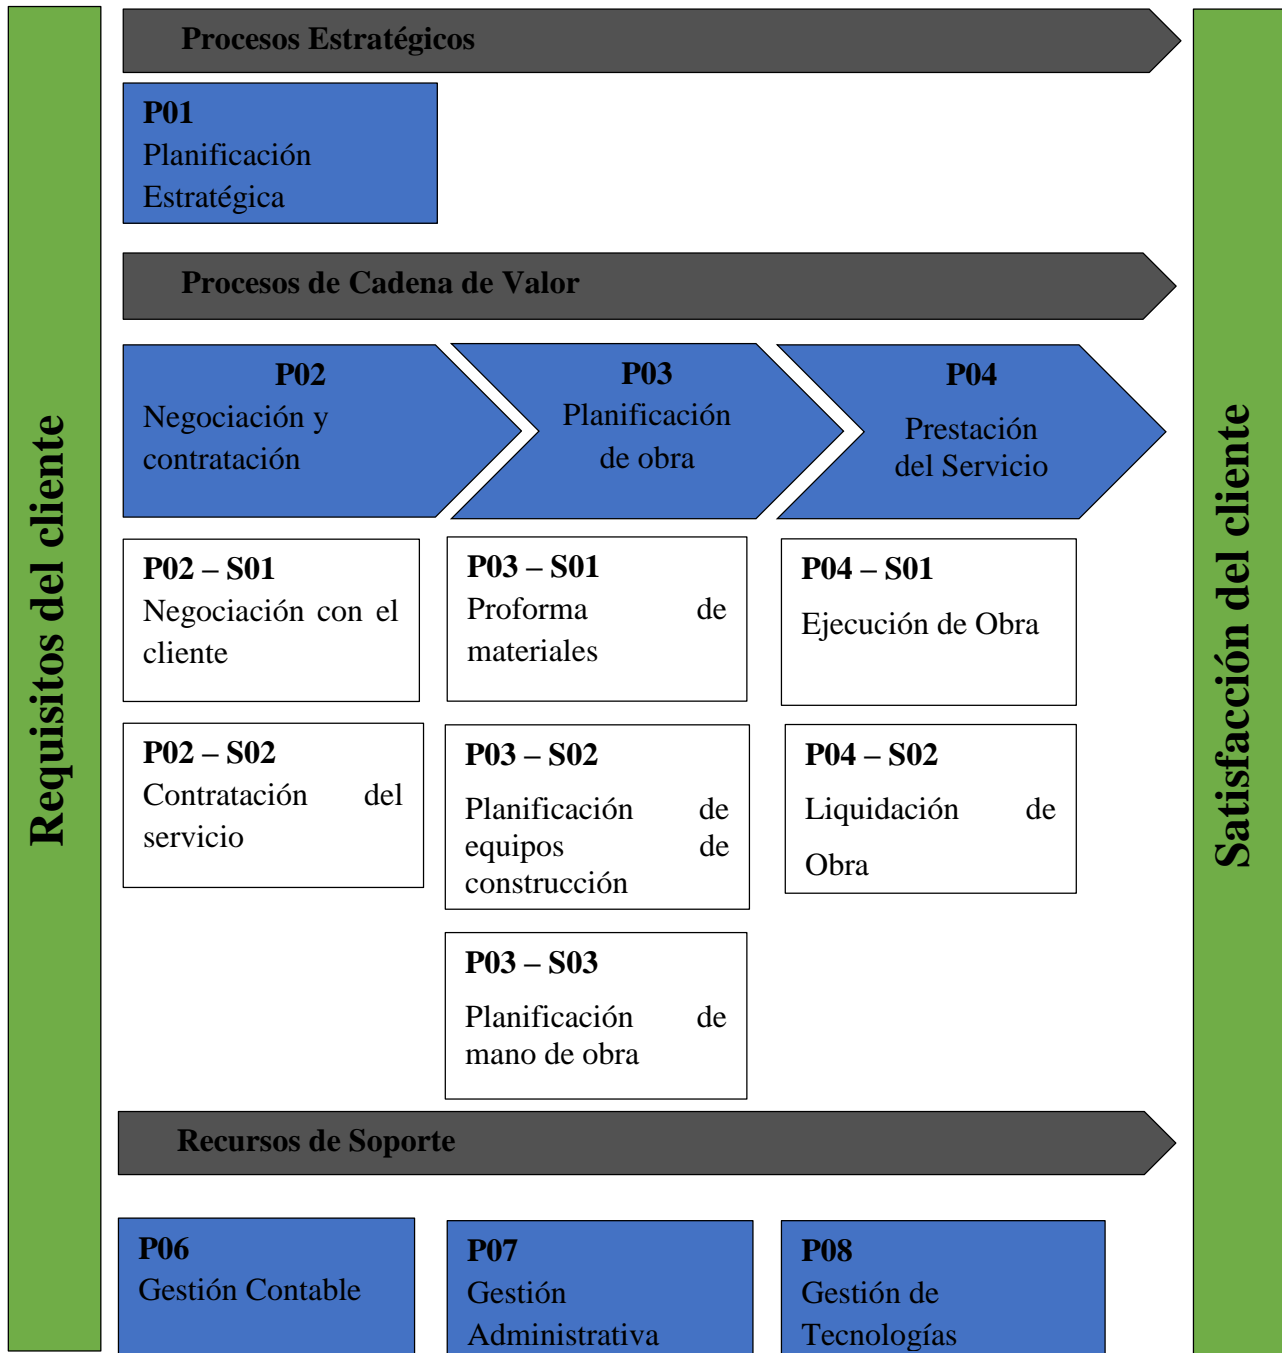 Requisitos del cliente
Procesos Estratégicos
P01
Planificación
Estratégica
Procesos de Cadena de Valor
P02
Negociación y
contratación
P03
Planificación
de obra
P04
Prestación
del Servicio
P02 – S01
Negociación con el
cliente
P03 – S01
Proforma de
materiales
P04 – S01
Ejecución de Obra
P02 – S02
Contratación del
servicio
P03 – S02
Planificación de
equipos de
construcción
P04 – S02
Liquidación de
Obra
P03 – S03
Planificación de
mano de obra
Recursos de Soporte
P06
Gestión Contable
P07
Gestión
Administrativa
P08
Gestión de
Tecnologías
Satisfacción del cliente